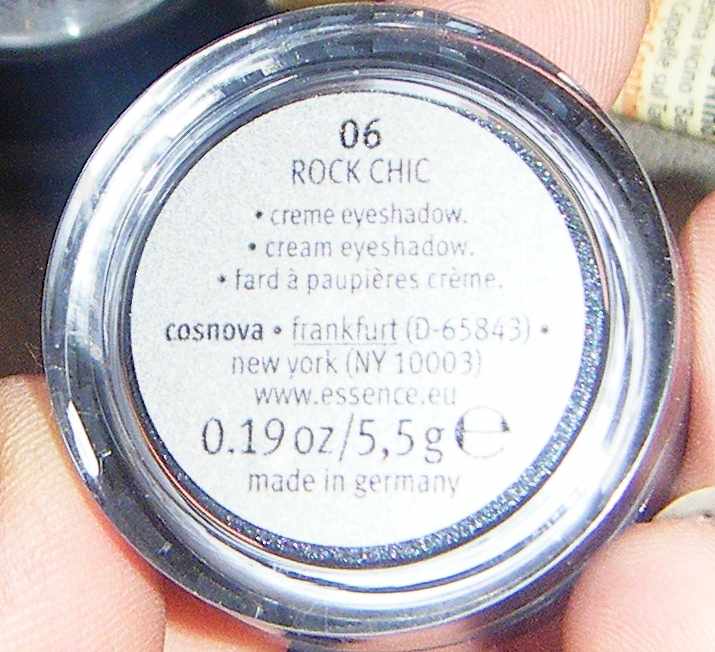 06
ROCK CHIC
• creme eyeshadow.
• cream eyeshadow.
• fard à paupières crème.
cosnova • frankfurt (D-65843) •
new york (NY 10003)
www.essence.eu
0.19 oz/5,5 g ℮
made in germany